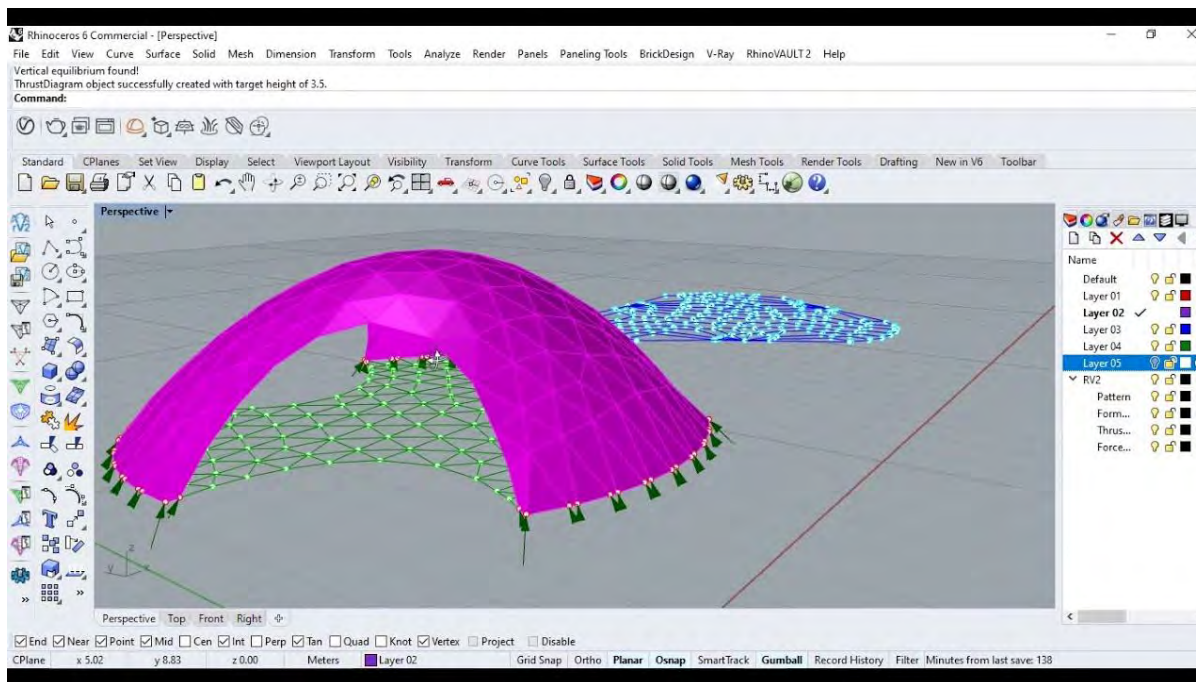 Rhinoceros 6 Commercial - [Perspective]
File Edit View Curve Surface Solid Mesh Dimension Transform Tools Analyze Render Panels Paneling Tools BrickDesign V-Ray RhinoVAULT 2 Help
Vertical equilibrium found!
ThrustDiagram object successfully created with target height of 3.5.
Command:
Standard CPlanes Set View Display Select Viewport Layout Visibility Transform Curve Tools Surface Tools Solid Tools Mesh Tools Render Tools Drafting New in V6 Toolbar
Perspective
Name
Default
Layer 01
Layer 02
Layer 03
Layer 04
Layer 05
RV2
Pattern
Form...
Thrus...
Force...
z
y x
Perspective Top Front Right
End Near Point Mid Cen Int Perp Tan Quad Knot Vertex Project Disable
CPlane x 5.02 y 8.83 z 0.00 Meters Layer 02 Grid Snap Ortho Planar Osnap SmartTrack Gumball Record History Filter Minutes from last save: 138